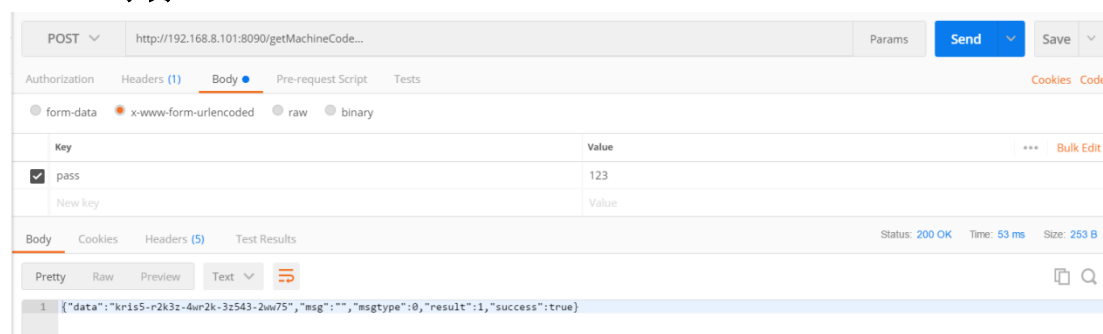 POST http://192.168.8.101:8090/getMachineCode... Params Send Save
Authorization Headers (1) Body Pre-request Script Tests Cookies Code
form-data x-www-form-urlencoded raw binary
Key Value ••• Bulk Edit
pass 123
New key Value
Body Cookies Headers (5) Test Results Status: 200 OK Time: 53 ms Size: 253 B
Pretty Raw Preview Text
1 {"data":"kris5-r2k3z-4wr2k-3z543-2ww75","msg":"","msgtype":0,"result":1,"success":true}